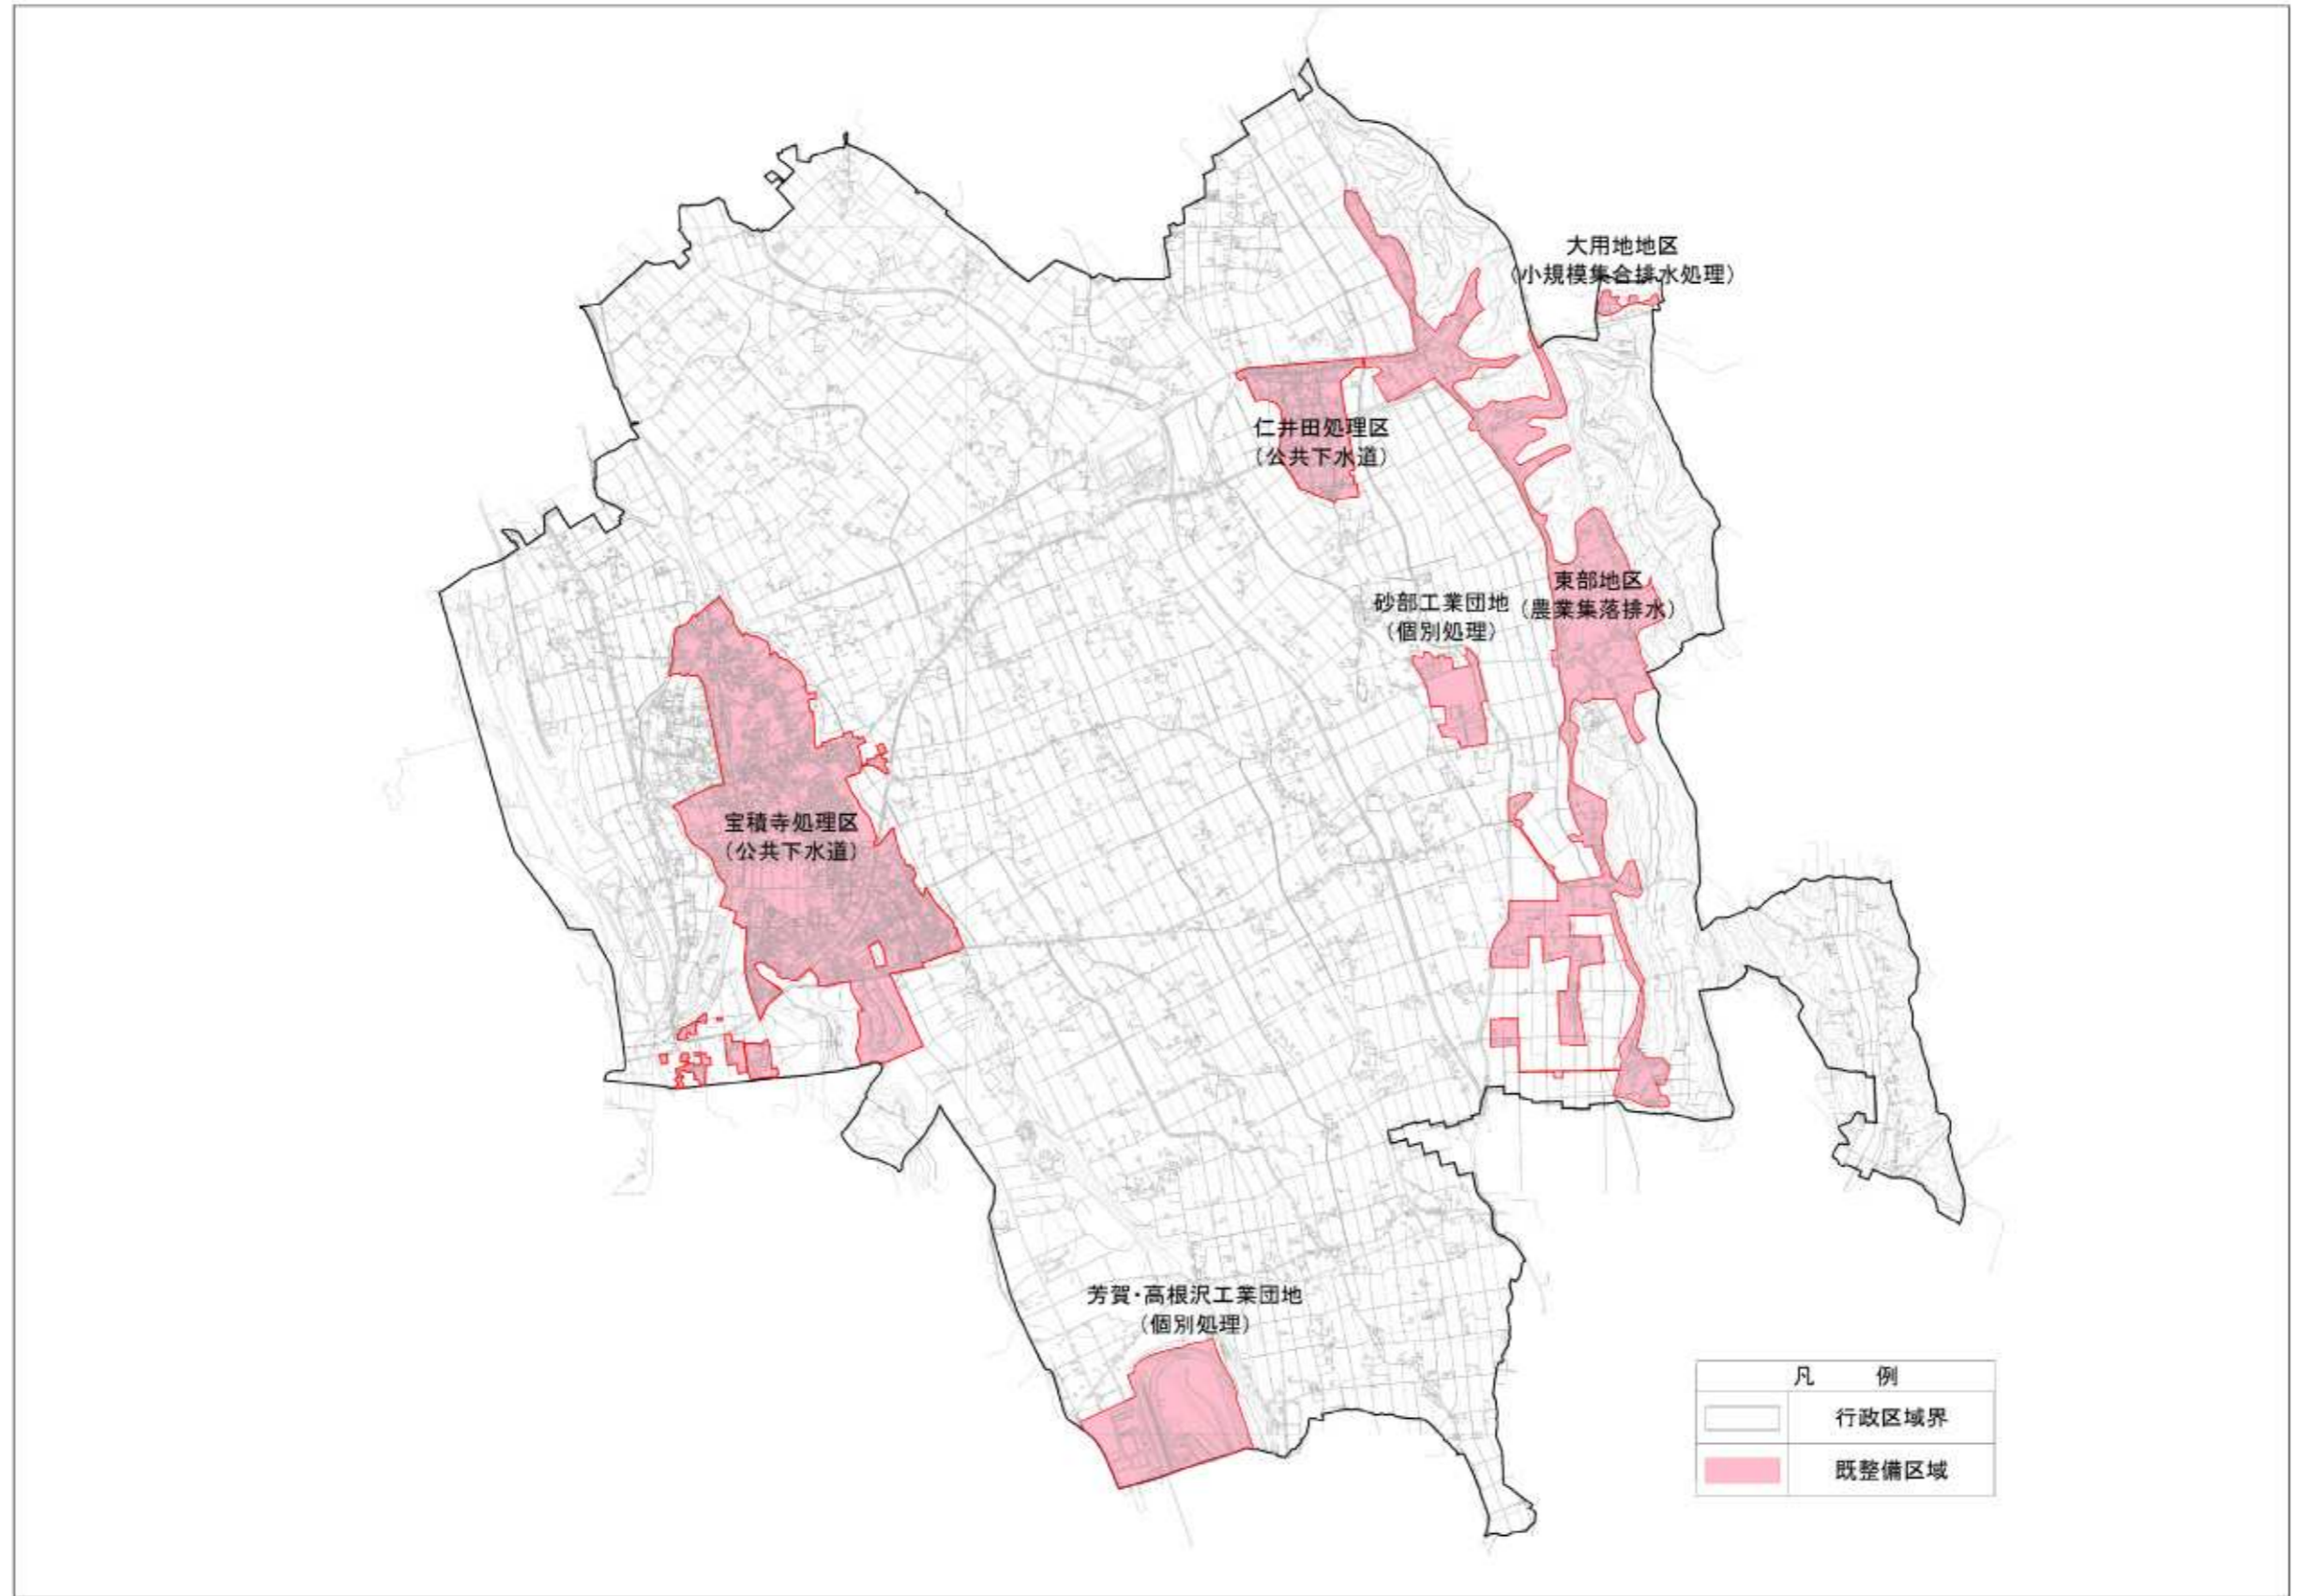 大用地地区
(小規模集合排水処理)
仁井田処理区
(公共下水道)
東部地区
(農業集落排水)
砂部工業団地
(個別処理)
宝積寺処理区
(公共下水道)
芳賀・高根沢工業団地
(個別処理)
凡 例
行政区域界
既整備区域